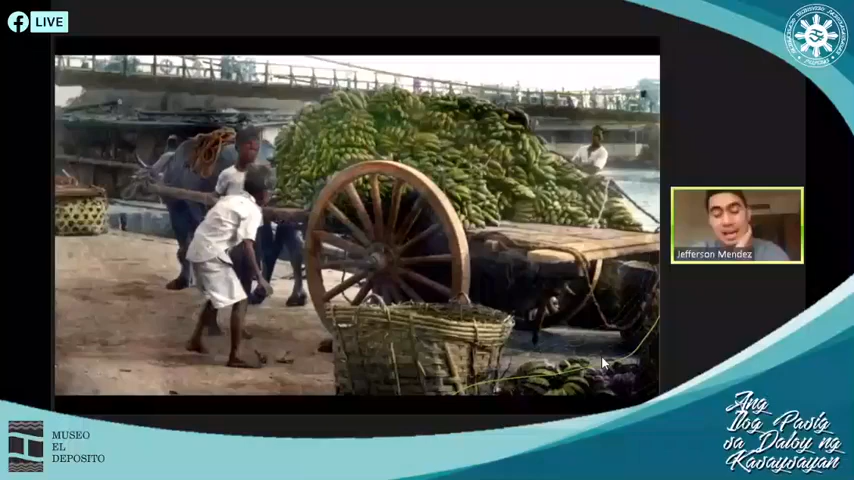 LIVE
Jefferson Mendez
MUSEO
EL
DEPOSITO
Ang
Ilog Pasig
sa Daloy ng
Kasaysayan